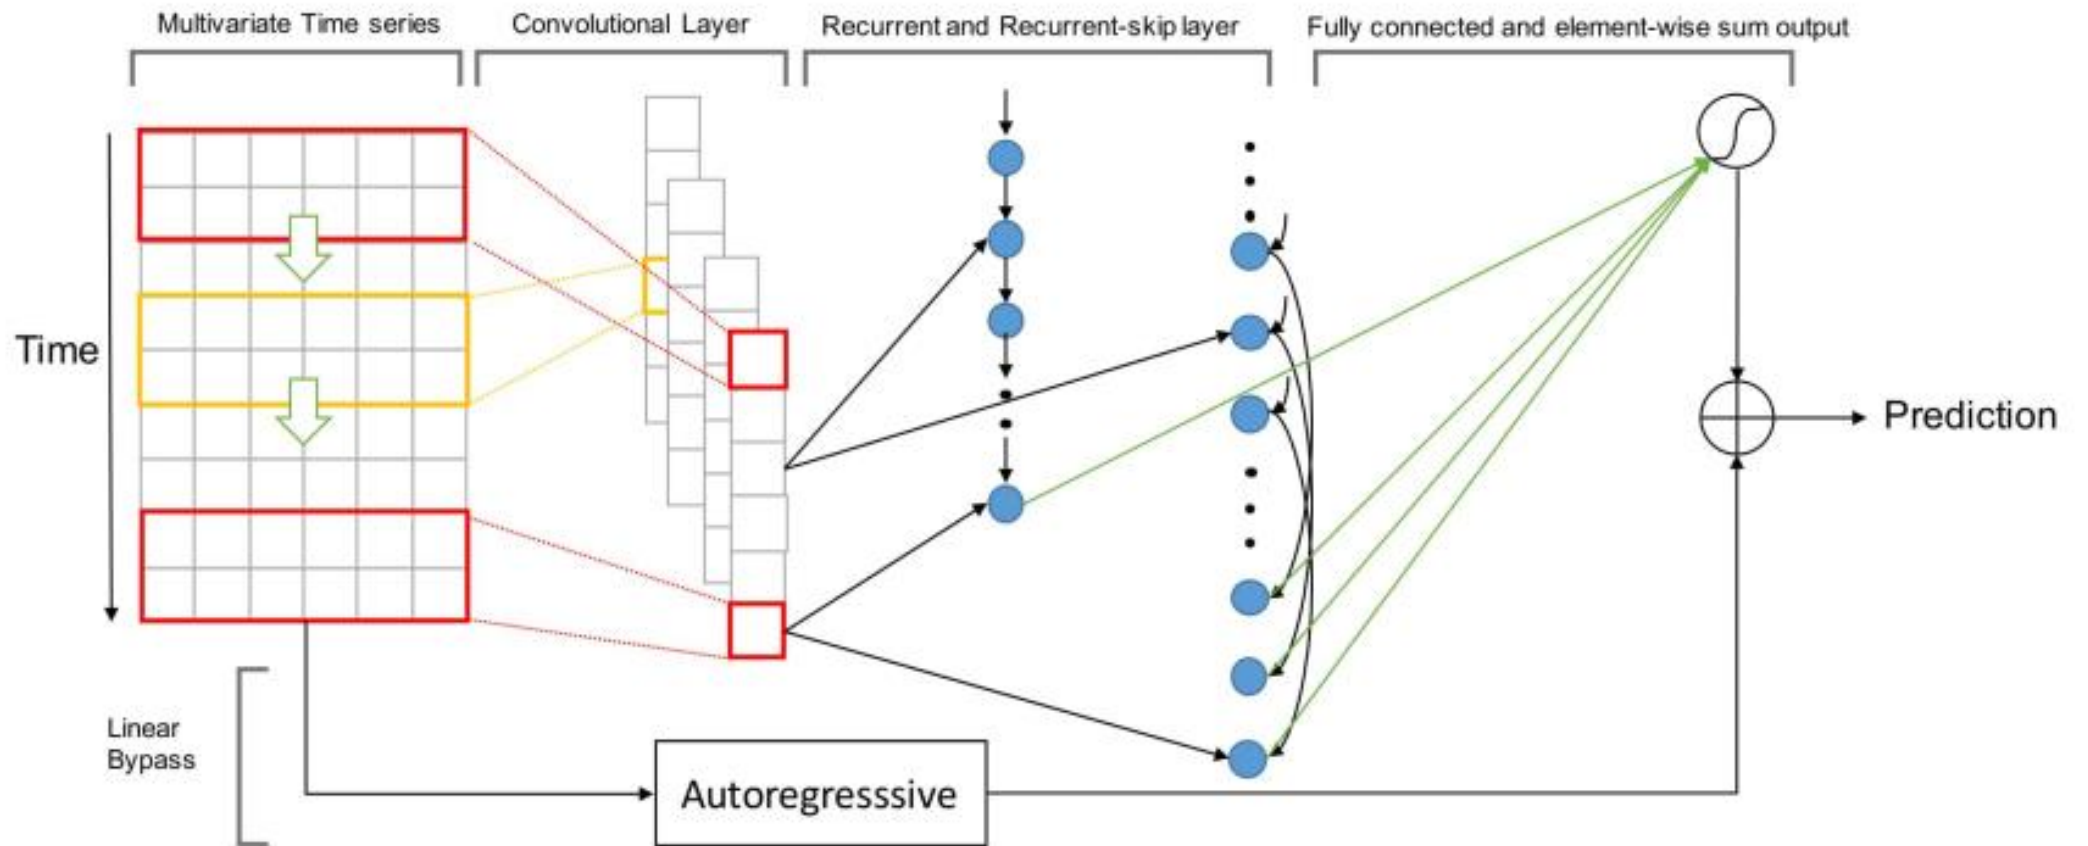 Multivariate Time series
Convolutional Layer
Recurrent and Recurrent-skip layer
Fully connected and element-wise sum output
Time
Prediction
Linear
Bypass
Autoregresssive